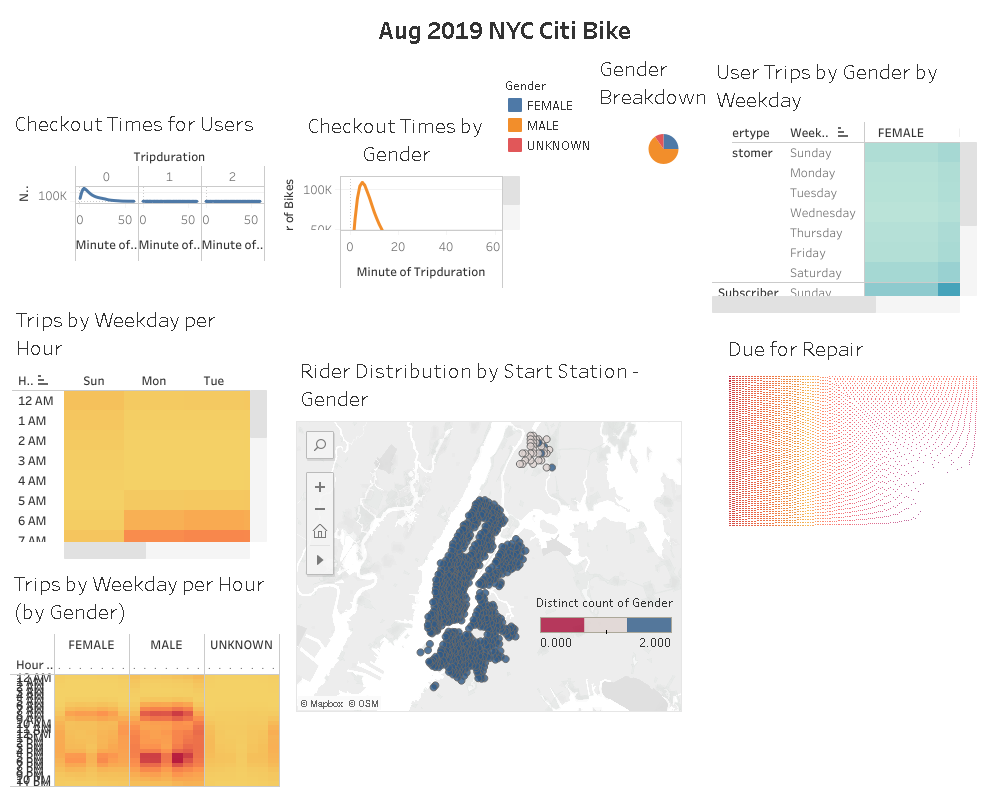 Aug 2019 NYC Citi Bike
Checkout Times for Users
Tripduration
0 1 2
N..
100K
0 50 0 50 0 50
Minute of.. Minute of.. Minute of..
Checkout Times by
Gender
r of Bikes
100K
50K
0 20 40 60
Minute of Tripduration
Gender
FEMALE
MALE
UNKNOWN
Gender
Breakdown
User Trips by Gender by
Weekday
ertype Week.. FEMALE
stomer Sunday
Monday
Tuesday
Wednesday
Thursday
Friday
Saturday
Subscriber Sunday
Trips by Weekday per
Hour
H.. Sun Mon Tue
12 AM
1 AM
2 AM
3 AM
4 AM
5 AM
6 AM
7 AM
Rider Distribution by Start Station -
Gender
Distinct count of Gender
0.000 2.000
© Mapbox © OSM
Due for Repair
Trips by Weekday per Hour
(by Gender)
FEMALE MALE UNKNOWN
Hour ..
12 AM